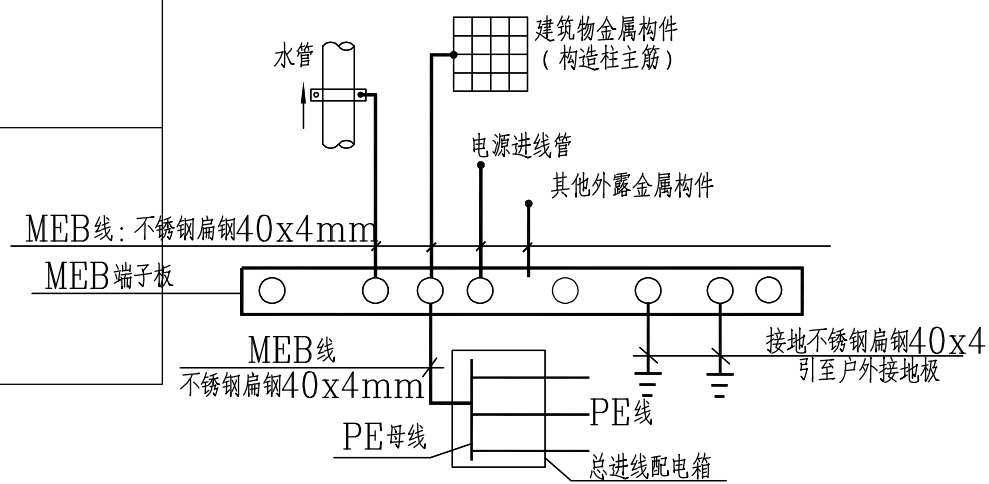 建筑物金属构件
（构造柱主筋）
水管
电源进线管
其他外露金属构件
MEB线：不锈钢扁钢40x4mm
MEB端子板
接地不锈钢扁钢40x4
引至户外接地极
MEB线
不锈钢扁钢40x4mm
PE线
PE母线
总进线配电箱